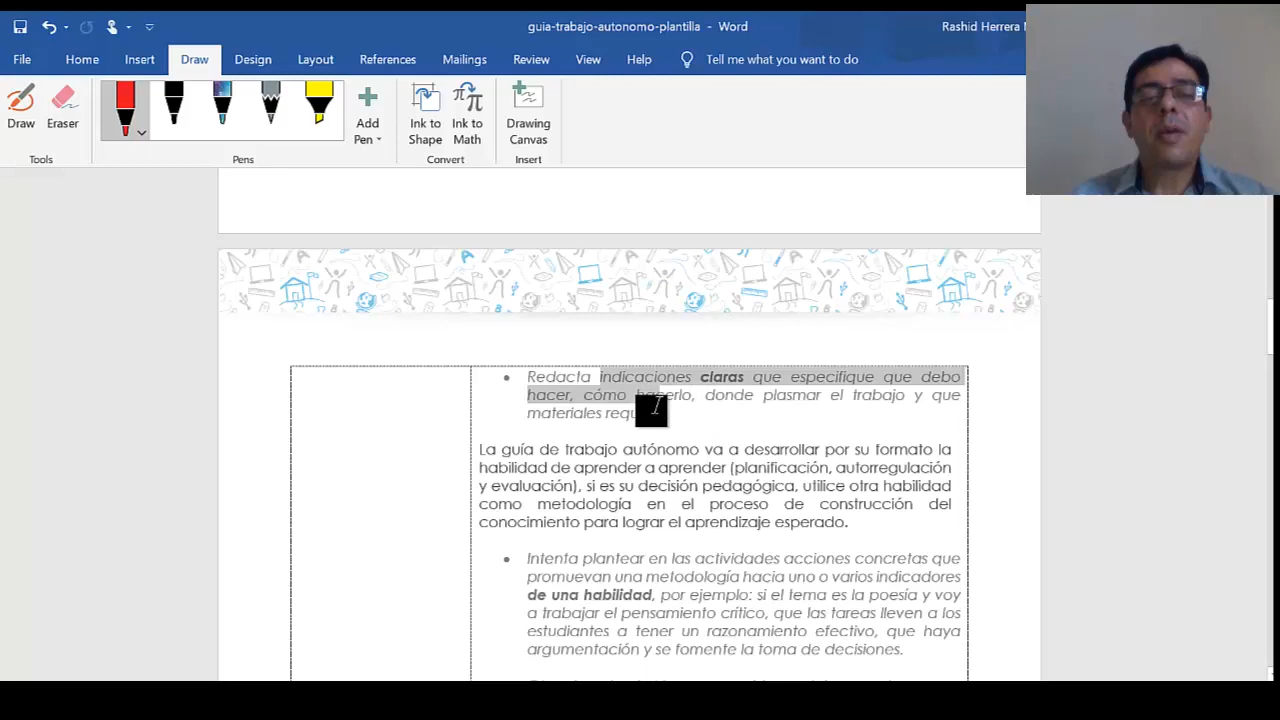 guia-trabajo-autonomo-plantilla - Word
Rashid Herrera
File Home Insert Draw Design Layout References Mailings Review View Help Tell me what you want to do
Draw Eraser Add Pen Ink to Shape Ink to Math Drawing Canvas
Tools Pens Convert Insert
• Redacta indicaciones claras que especifique que debo
hacer, cómo hacerlo, donde plasmar el trabajo y que
materiales
La guía de trabajo autónomo va a desarrollar por su formato la
habilidad de aprender a aprender (planificación, autorregulación
y evaluación), si es su decisión pedagógica, utilice otra habilidad
como metodología en el proceso de construcción del
conocimiento para lograr el aprendizaje esperado.
• Intenta plantear en las actividades acciones concretas que
promuevan una metodología hacia uno o varios indicadores
de una habilidad, por ejemplo: si el tema es la poesía y voy
a trabajar el pensamiento crítico, que las tareas lleven a los
estudiantes a tener un razonamiento efectivo, que haya
argumentación y se fomente la toma de decisiones.